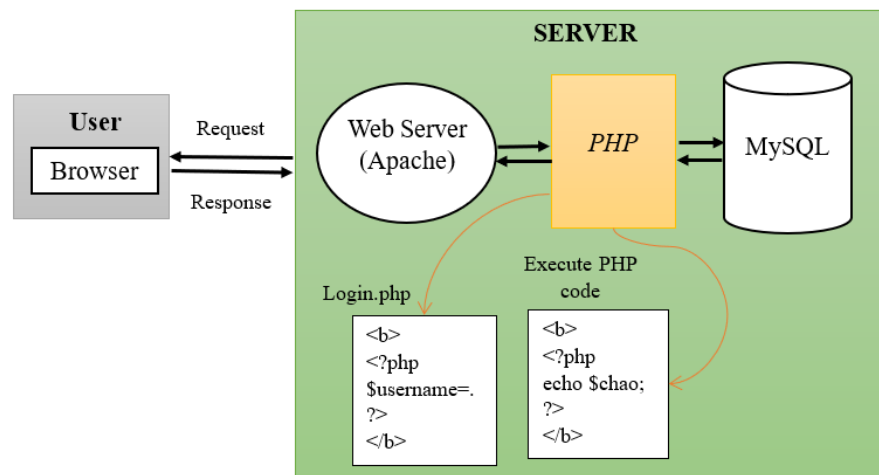 SERVER
User
Browser
Request
Response
Web Server
(Apache)
PHP
MySQL
Login.php
Execute PHP
code
<b>
<?php
$username=.
?>
</b>
<b>
<?php
echo $chao;
?>
</b>